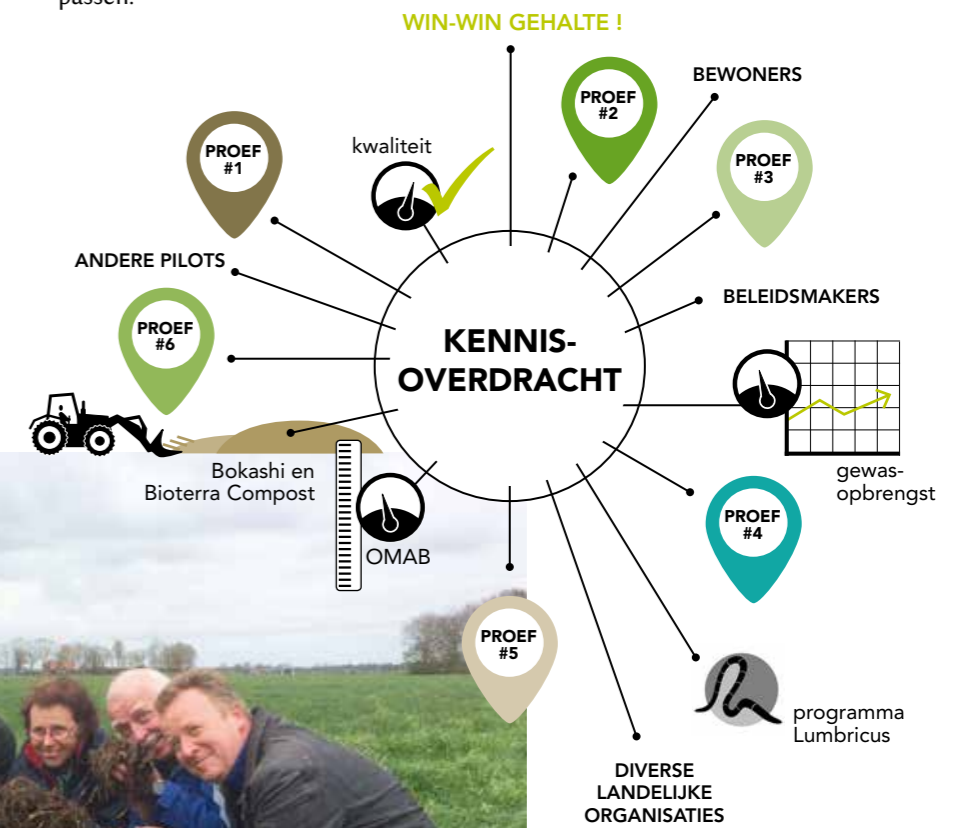 passen.
WIN-WIN GEHALTE !
PROEF
#2
BEWONERS
PROEF
#1
kwaliteit
PROEF
#3
ANDERE PILOTS
BELEIDSMAKERS
PROEF
#6
KENNIS-
OVERDRACHT
Bokashi en
Bioterra Compost
OMAB
gewas-
opbrengst
PROEF
#4
PROEF
#5
programma
Lumbricus
DIVERSE
LANDELIJKE
ORGANISATIES